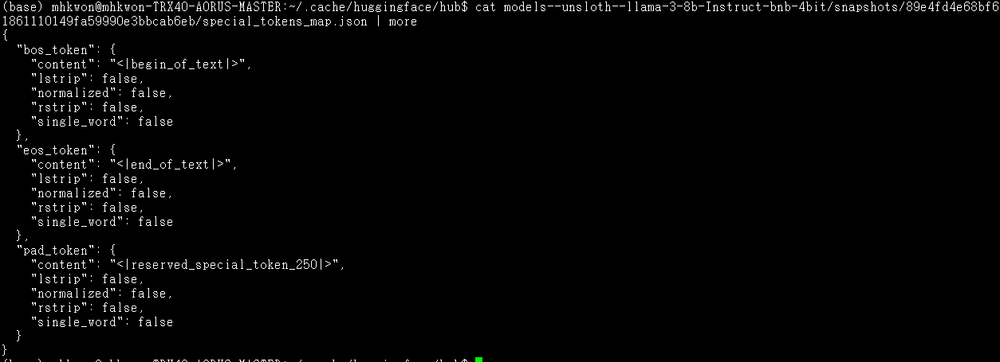 (base) mhkwon@mhkwon-TRX40-AORUS-MASTER:~/.cache/huggingface/hub$ cat models--unsloth--llama-3-8b-Instruct-bnb-4bit/snapshots/89e4fd4e68bf6
1861110149fa59990e3bbcab6eb/special_tokens_map.json | more
{
  "bos_token": {
    "content": "<|begin_of_text|>",
    "lstrip": false,
    "normalized": false,
    "rstrip": false,
    "single_word": false
  },
  "eos_token": {
    "content": "<|end_of_text|>",
    "lstrip": false,
    "normalized": false,
    "rstrip": false,
    "single_word": false
  },
  "pad_token": {
    "content": "<|reserved_special_token_250|>",
    "lstrip": false,
    "normalized": false,
    "rstrip": false,
    "single_word": false
  }
}